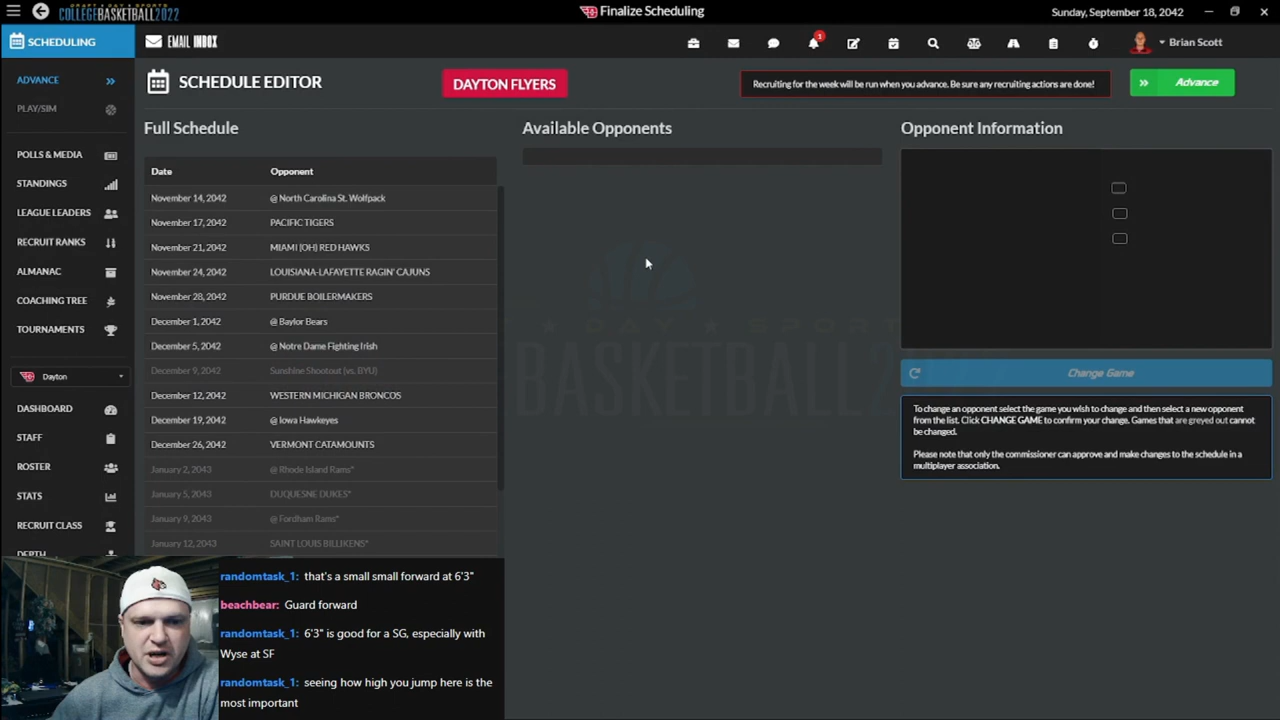 DRAFT DAY SPORTS
COLLEGEBASKETBALL2022
Finalize Scheduling
Sunday, September 18, 2042
SCHEDULING
EMAIL INBOX
1
Brian Scott
ADVANCE
PLAY/SIM
POLLS & MEDIA
STANDINGS
LEAGUE LEADERS
RECRUIT RANKS
ALMANAC
COACHING TREE
TOURNAMENTS
Dayton
DASHBOARD
STAFF
ROSTER
STATS
RECRUIT CLASS
DEPTH
SCHEDULE EDITOR
DAYTON FLYERS
Recruiting for the week will be run when you advance. Be sure any recruiting actions are done!
Advance
Full Schedule
Date Opponent
November 14, 2042 @ North Carolina St. Wolfpack
November 17, 2042 PACIFIC TIGERS
November 21, 2042 MIAMI (OH) RED HAWKS
November 24, 2042 LOUISIANA-LAFAYETTE RAGIN' CAJUNS
November 28, 2042 PURDUE BOILERMAKERS
December 1, 2042 @ Baylor Bears
December 5, 2042 @ Notre Dame Fighting Irish
December 9, 2042 Sunshine Shootout (vs. BYU)
December 12, 2042 WESTERN MICHIGAN BRONCOS
December 19, 2042 @ Iowa Hawkeyes
December 26, 2042 VERMONT CATAMOUNTS
January 2, 2043 @ Rhode Island Rams*
January 5, 2043 DUQUESNE DUKES*
January 9, 2043 @ Fordham Rams*
January 12, 2043 SAINT LOUIS BILLIKENS*
Available Opponents
DAY SPORT
BASKETBALL202
Opponent Information
Change Game
To change an opponent select the game you wish to change and then select a new opponent
from the list. Click CHANGE GAME to confirm your change. Games that are greyed out cannot
be changed.
Please note that only the commissioner can approve and make changes to the schedule in a
multiplayer association.
randomtask_1: that's a small small forward at 6'3"
beachbear: Guard forward
randomtask_1: 6'3" is good for a SG, especially with
Wyse at SF
randomtask_1: seeing how high you jump here is the
most important